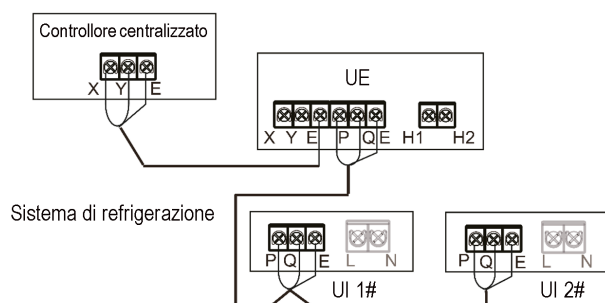 Controllore centralizzato
X Y E
UE
X Y E P Q E H1 H2
Sistema di refrigerazione
P Q E L N
UI 1#
P Q E L N
UI 2#